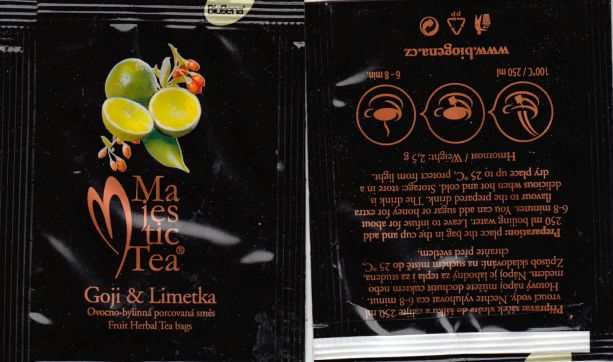 Biogena
Ma
jes
tic
Tea®
Goji & Limetka
Ovocno-bylinná porcovaná směs
Fruit Herbal Tea bags
Příprava: sáček vložte do šálku a zalijte 250 ml
vroucí vody. Nechte vyluhovat cca 6-8 minut.
Hotový nápoj můžete dochutit cukrem nebo
medem. Nápoj je lahodný za tepla i za studena.
Způsob skladování: na suchém místě do 25 °C,
chraňte před světlem.
Preparation: place the bag in the cup and add
250 ml boiling water. Leave to infuse for about
6-8 minutes. You can add sugar or honey for extra
flavour to the prepared drink. The drink is
delicious when hot and cold. Storage: store in a
dry place up to 25 °C, protect from light.
Hmotnost / Weight: 2,5 g
100°C / 250 ml
6 - 8 min.
www.biogena.cz
PP